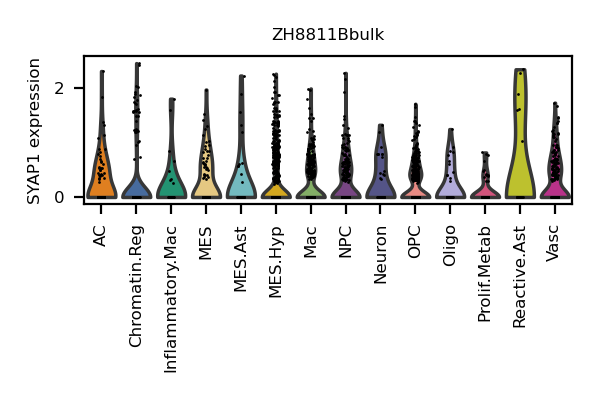 ZH8811Bbulk
SYAP1 expression
2
0
AC
Chromatin.Reg
Inflammatory.Mac
MES
MES.Ast
MES.Hyp
Mac
NPC
Neuron
OPC
Oligo
Prolif.Metab
Reactive.Ast
Vasc